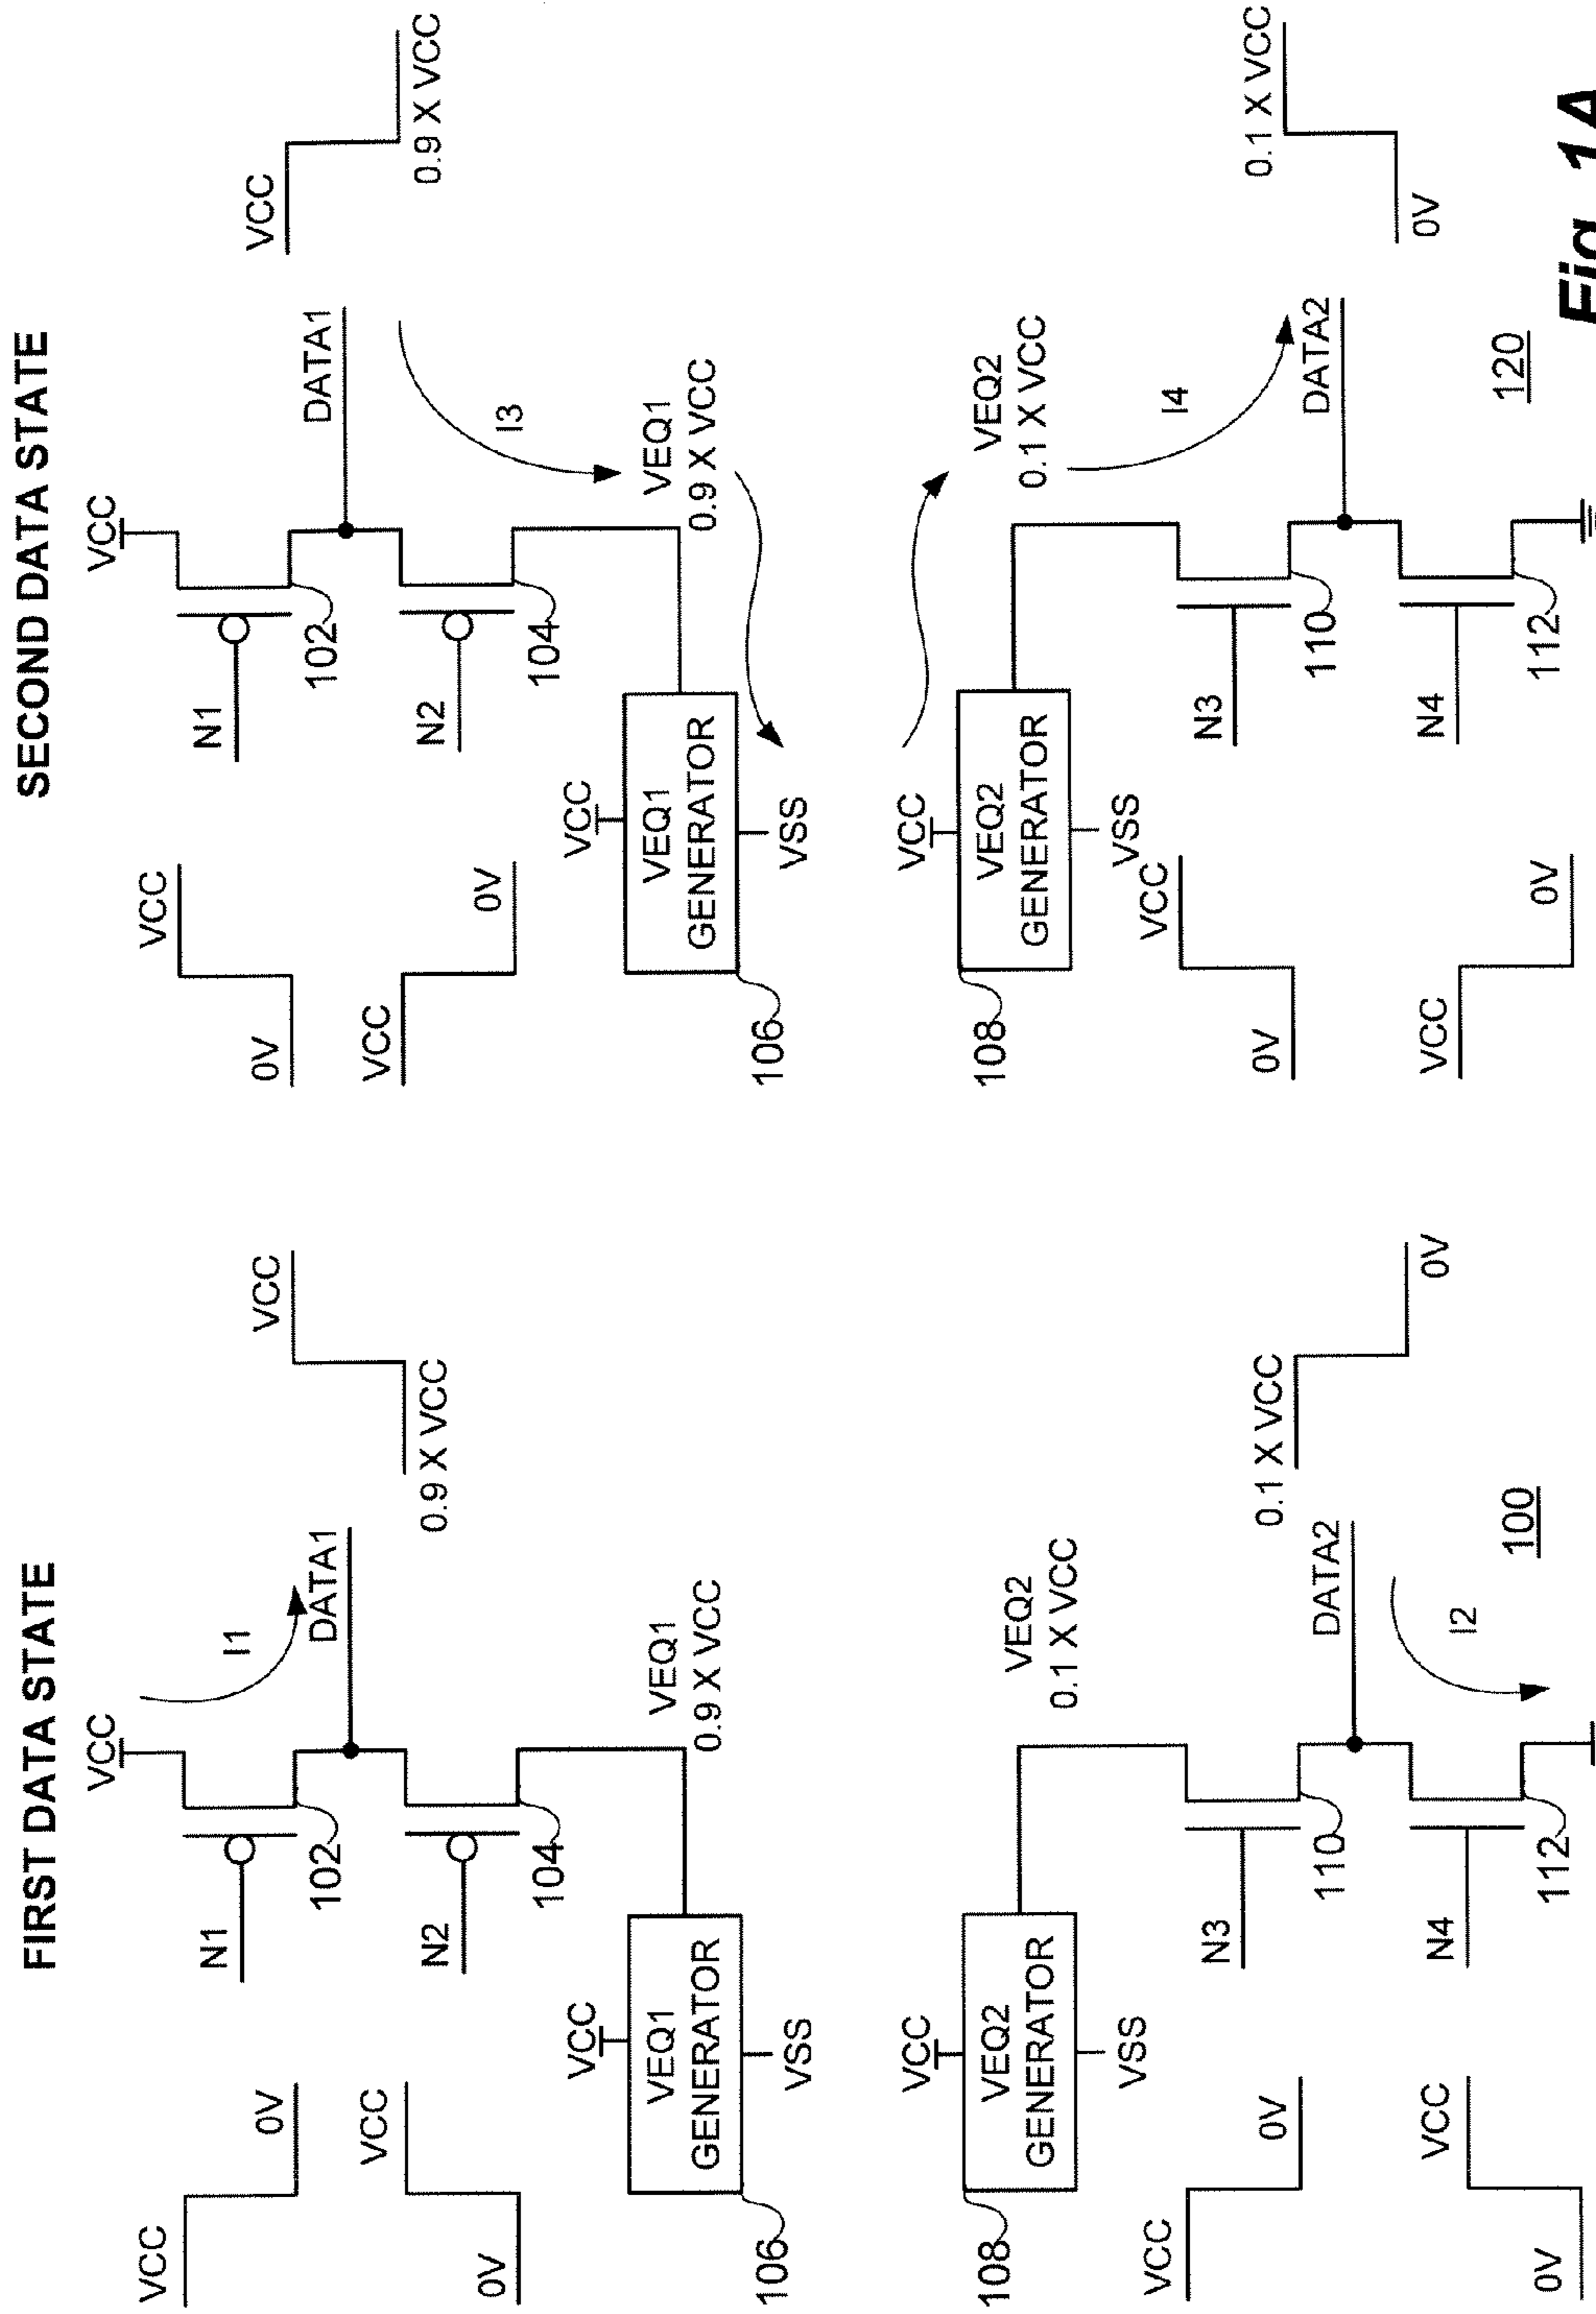 FIRST DATA STATE
VCC
I1
N1
102
DATA1
VCC
0V
VCC
0.9 X VCC
N2
104
0V
VCC
VCC
VEQ1
0.9 X VCC
VEQ1
GENERATOR
VSS
106
VCC
VEQ2
0.1 X VCC
VEQ2
GENERATOR
VSS
108
VCC
0V
N3
110
DATA2
0.1 X VCC
0V
I2
N4
112
0V
VCC
100
SECOND DATA STATE
VCC
N1
102
DATA1
0V
VCC
VCC
0.9 X VCC
I3
N2
104
VCC
0V
VCC
VEQ1
0.9 X VCC
VEQ1
GENERATOR
VSS
106
VCC
VEQ2
0.1 X VCC
VEQ2
GENERATOR
VSS
108
0V
VCC
I4
N3
110
DATA2
0.1 X VCC
0V
N4
112
VCC
0V
120
Fig. 1A